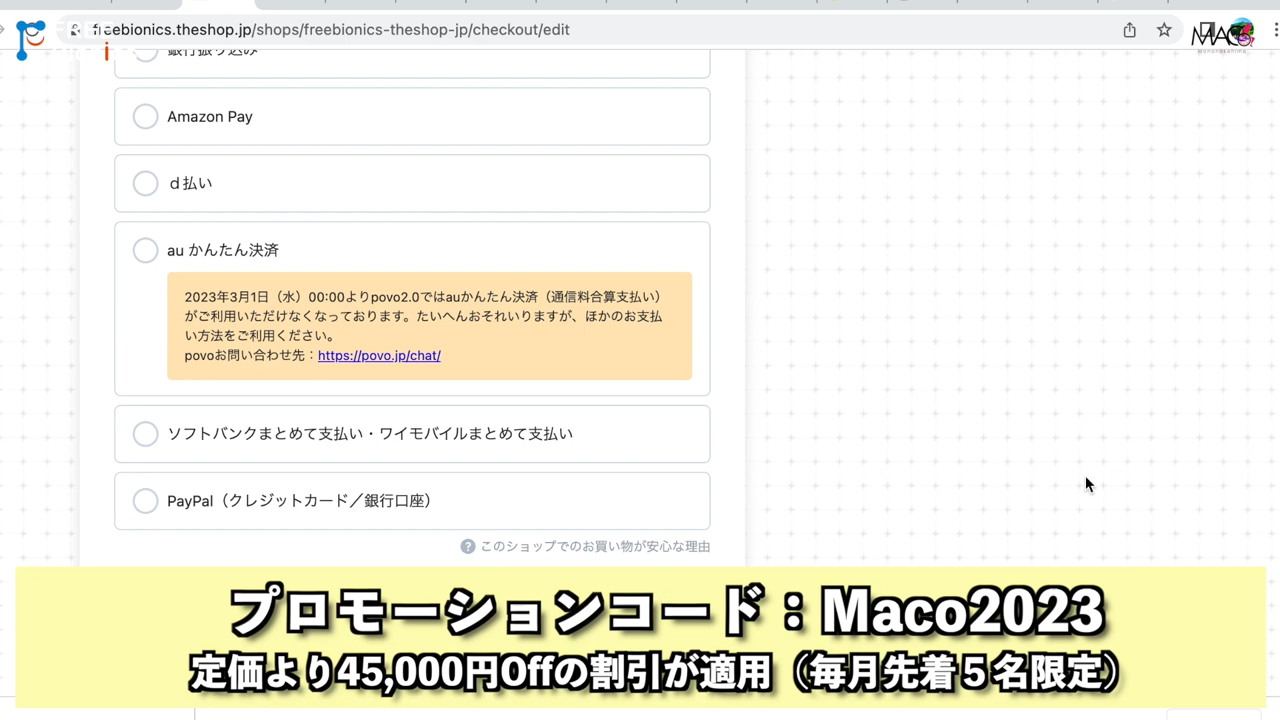 freebionics.theshop.jp/shops/freebionics-theshop-jp/checkout/edit
MACO
銀行振り込み
Amazon Pay
d払い
au かんたん決済
2023年3月1日（水）00:00よりpovo2.0ではauかんたん決済（通信料合算支払い）
がご利用いただけなくなっております。たいへんおそれいりますが、ほかのお支払
い方法をご利用ください。
povoお問い合わせ先：https://povo.jp/chat/
ソフトバンクまとめて支払い・ワイモバイルまとめて支払い
PayPal（クレジットカード／銀行口座）
? このショップでのお買い物が安心な理由
プロモーションコード：Maco2023
定価より45,000円Offの割引が適用（毎月先着５名限定）